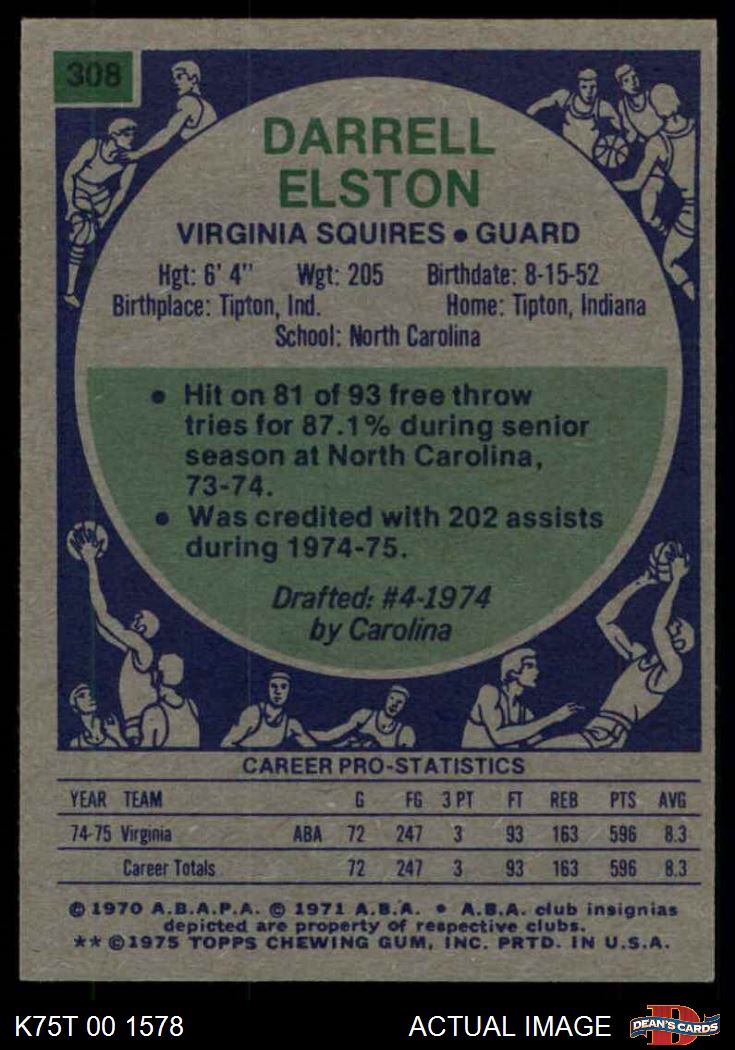 308
DARRELL
ELSTON
VIRGINIA SQUIRES • GUARD
Hgt: 6' 4" Wgt: 205 Birthdate: 8-15-52
Birthplace: Tipton, Ind. Home: Tipton, Indiana
School: North Carolina
• Hit on 81 of 93 free throw
tries for 87.1% during senior
season at North Carolina,
73-74.
• Was credited with 202 assists
during 1974-75.
Drafted: #4-1974
by Carolina
CAREER PRO-STATISTICS
YEAR TEAM G FG 3 PT FT REB PTS AVG
74-75 Virginia ABA 72 247 3 93 163 596 8.3
Career Totals 72 247 3 93 163 596 8.3
© 1970 A.B.A.P.A. © 1971 A.B.A. • A.B.A. club insignias
depicted are property of respective clubs.
** ©1975 TOPPS CHEWING GUM, INC. PRTD. IN U.S.A.
K75T 00 1578 ACTUAL IMAGE
D
DEAN'S CARDS